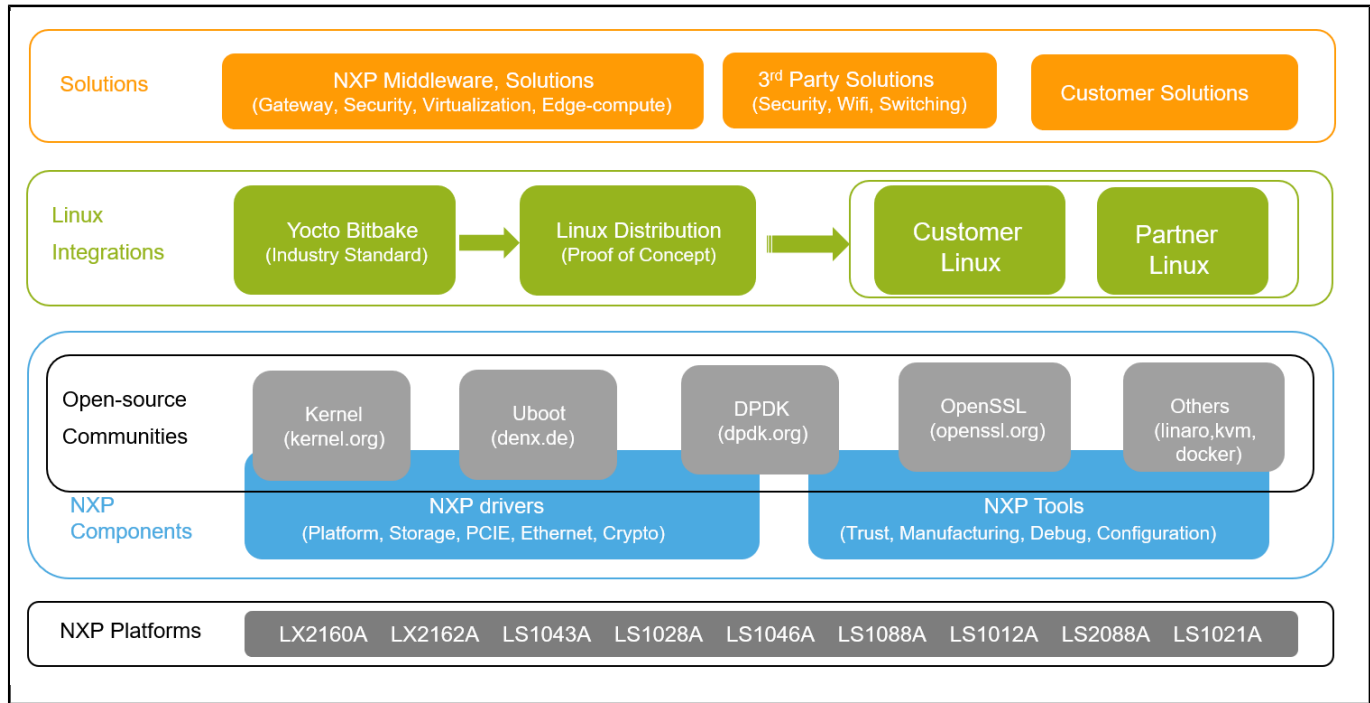 Solutions
NXP Middleware, Solutions
(Gateway, Security, Virtualization, Edge-compute)
3rd Party Solutions
(Security, Wifi, Switching)
Customer Solutions
Linux
Integrations
Yocto Bitbake
(Industry Standard)
Linux Distribution
(Proof of Concept)
Customer
Linux
Partner
Linux
Open-source
Communities
Kernel
(kernel.org)
Uboot
(denx.de)
DPDK
(dpdk.org)
OpenSSL
(openssl.org)
Others
(linaro,kvm,
docker)
NXP
Components
NXP drivers
(Platform, Storage, PCIE, Ethernet, Crypto)
NXP Tools
(Trust, Manufacturing, Debug, Configuration)
NXP Platforms
LX2160A LX2162A LS1043A LS1028A LS1046A LS1088A LS1012A LS2088A LS1021A